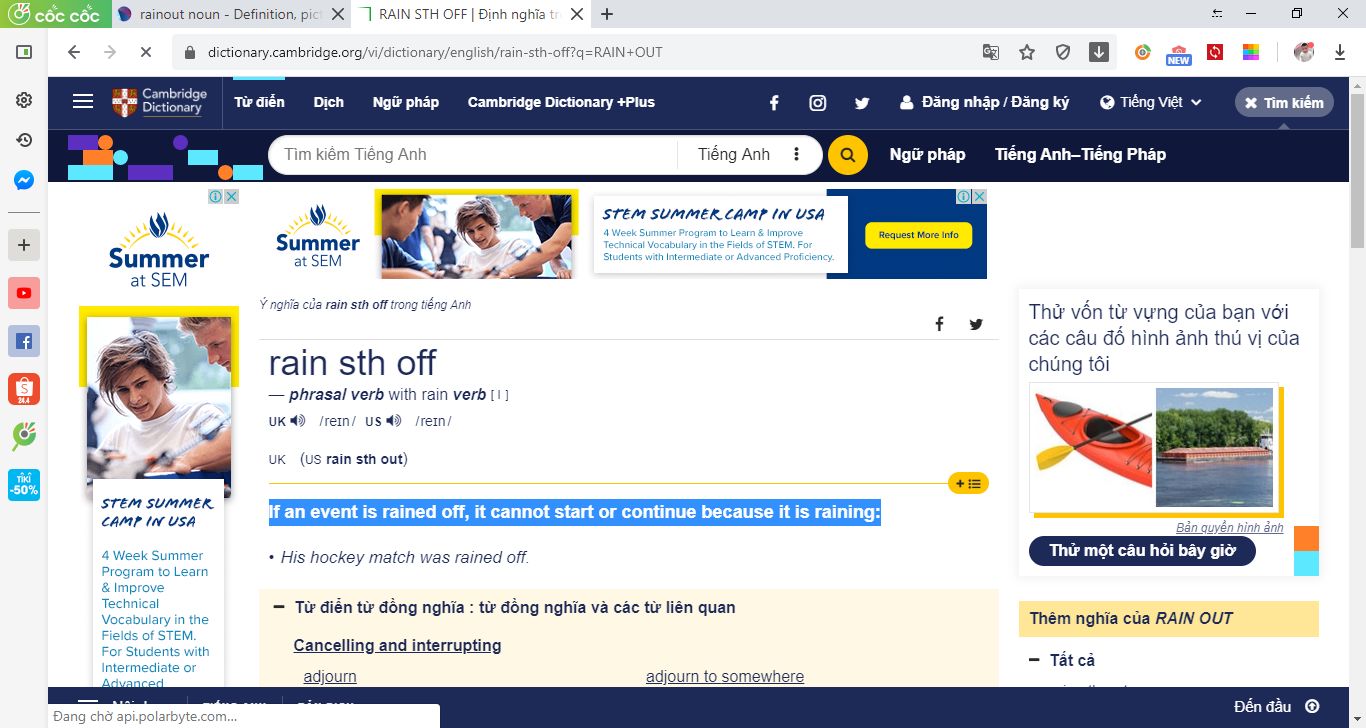 cốc cốc
rainout noun - Definition, pict
RAIN STH OFF | Định nghĩa tr
dictionary.cambridge.org/vi/dictionary/english/rain-sth-off?q=RAIN+OUT
NEW
Cambridge
Dictionary
Từ điển Dịch Ngữ pháp Cambridge Dictionary +Plus
Đăng nhập / Đăng ký Tiếng Việt Tìm kiếm
Tìm kiếm Tiếng Anh Tiếng Anh Ngữ pháp Tiếng Anh–Tiếng Pháp
Summer
at SEM
STEM SUMMER CAMP IN USA
4 Week Summer Program to Learn & Improve
Technical Vocabulary in the Fields of STEM. For
Students with Intermediate or Advanced Proficiency.
Request More Info
Summer
at SEM
STEM SUMMER
CAMP IN USA
4 Week Summer
Program to Learn
& Improve
Technical
Vocabulary in the
Fields of STEM.
For Students with
Intermediate or
Advanced
24.4
TIKI
-50%
Ý nghĩa của rain sth off trong tiếng Anh
rain sth off
— phrasal verb with rain verb [ I ]
UK /reɪn/ US /reɪn/
UK (US rain sth out)
If an event is rained off, it cannot start or continue because it is raining:
• His hockey match was rained off.
Từ điển từ đồng nghĩa : từ đồng nghĩa và các từ liên quan
Cancelling and interrupting
adjourn adjourn to somewhere
Thử vốn từ vựng của bạn với
các câu đố hình ảnh thú vị của
chúng tôi
Bản quyền hình ảnh
Thử một câu hỏi bây giờ
Thêm nghĩa của RAIN OUT
Tất cả
Đến đầu
Đang chờ api.polarbyte.com...